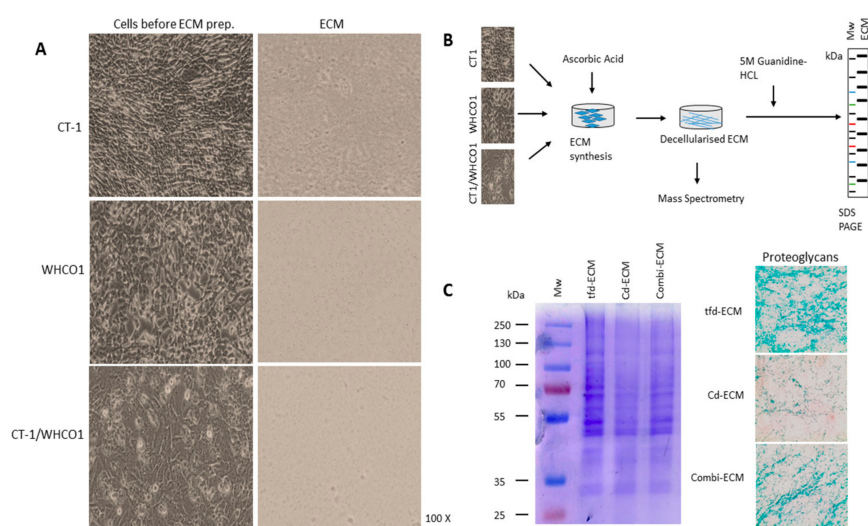 A
Cells before ECM prep.
ECM
CT-1
WHCO1
CT-1/WHCO1
100 X
B
CT1
WHCO1
CT1/WHCO1
Ascorbic Acid
ECM
synthesis
Decellularised ECM
Mass Spectrometry
5M Guanidine-
HCL
kDa
Mw
ECM
SDS
PAGE
C
kDa
Mw
tfd-ECM
Cd-ECM
Combi-ECM
250
130
100
70
55
35
25
Proteoglycans
tfd-ECM
Cd-ECM
Combi-ECM